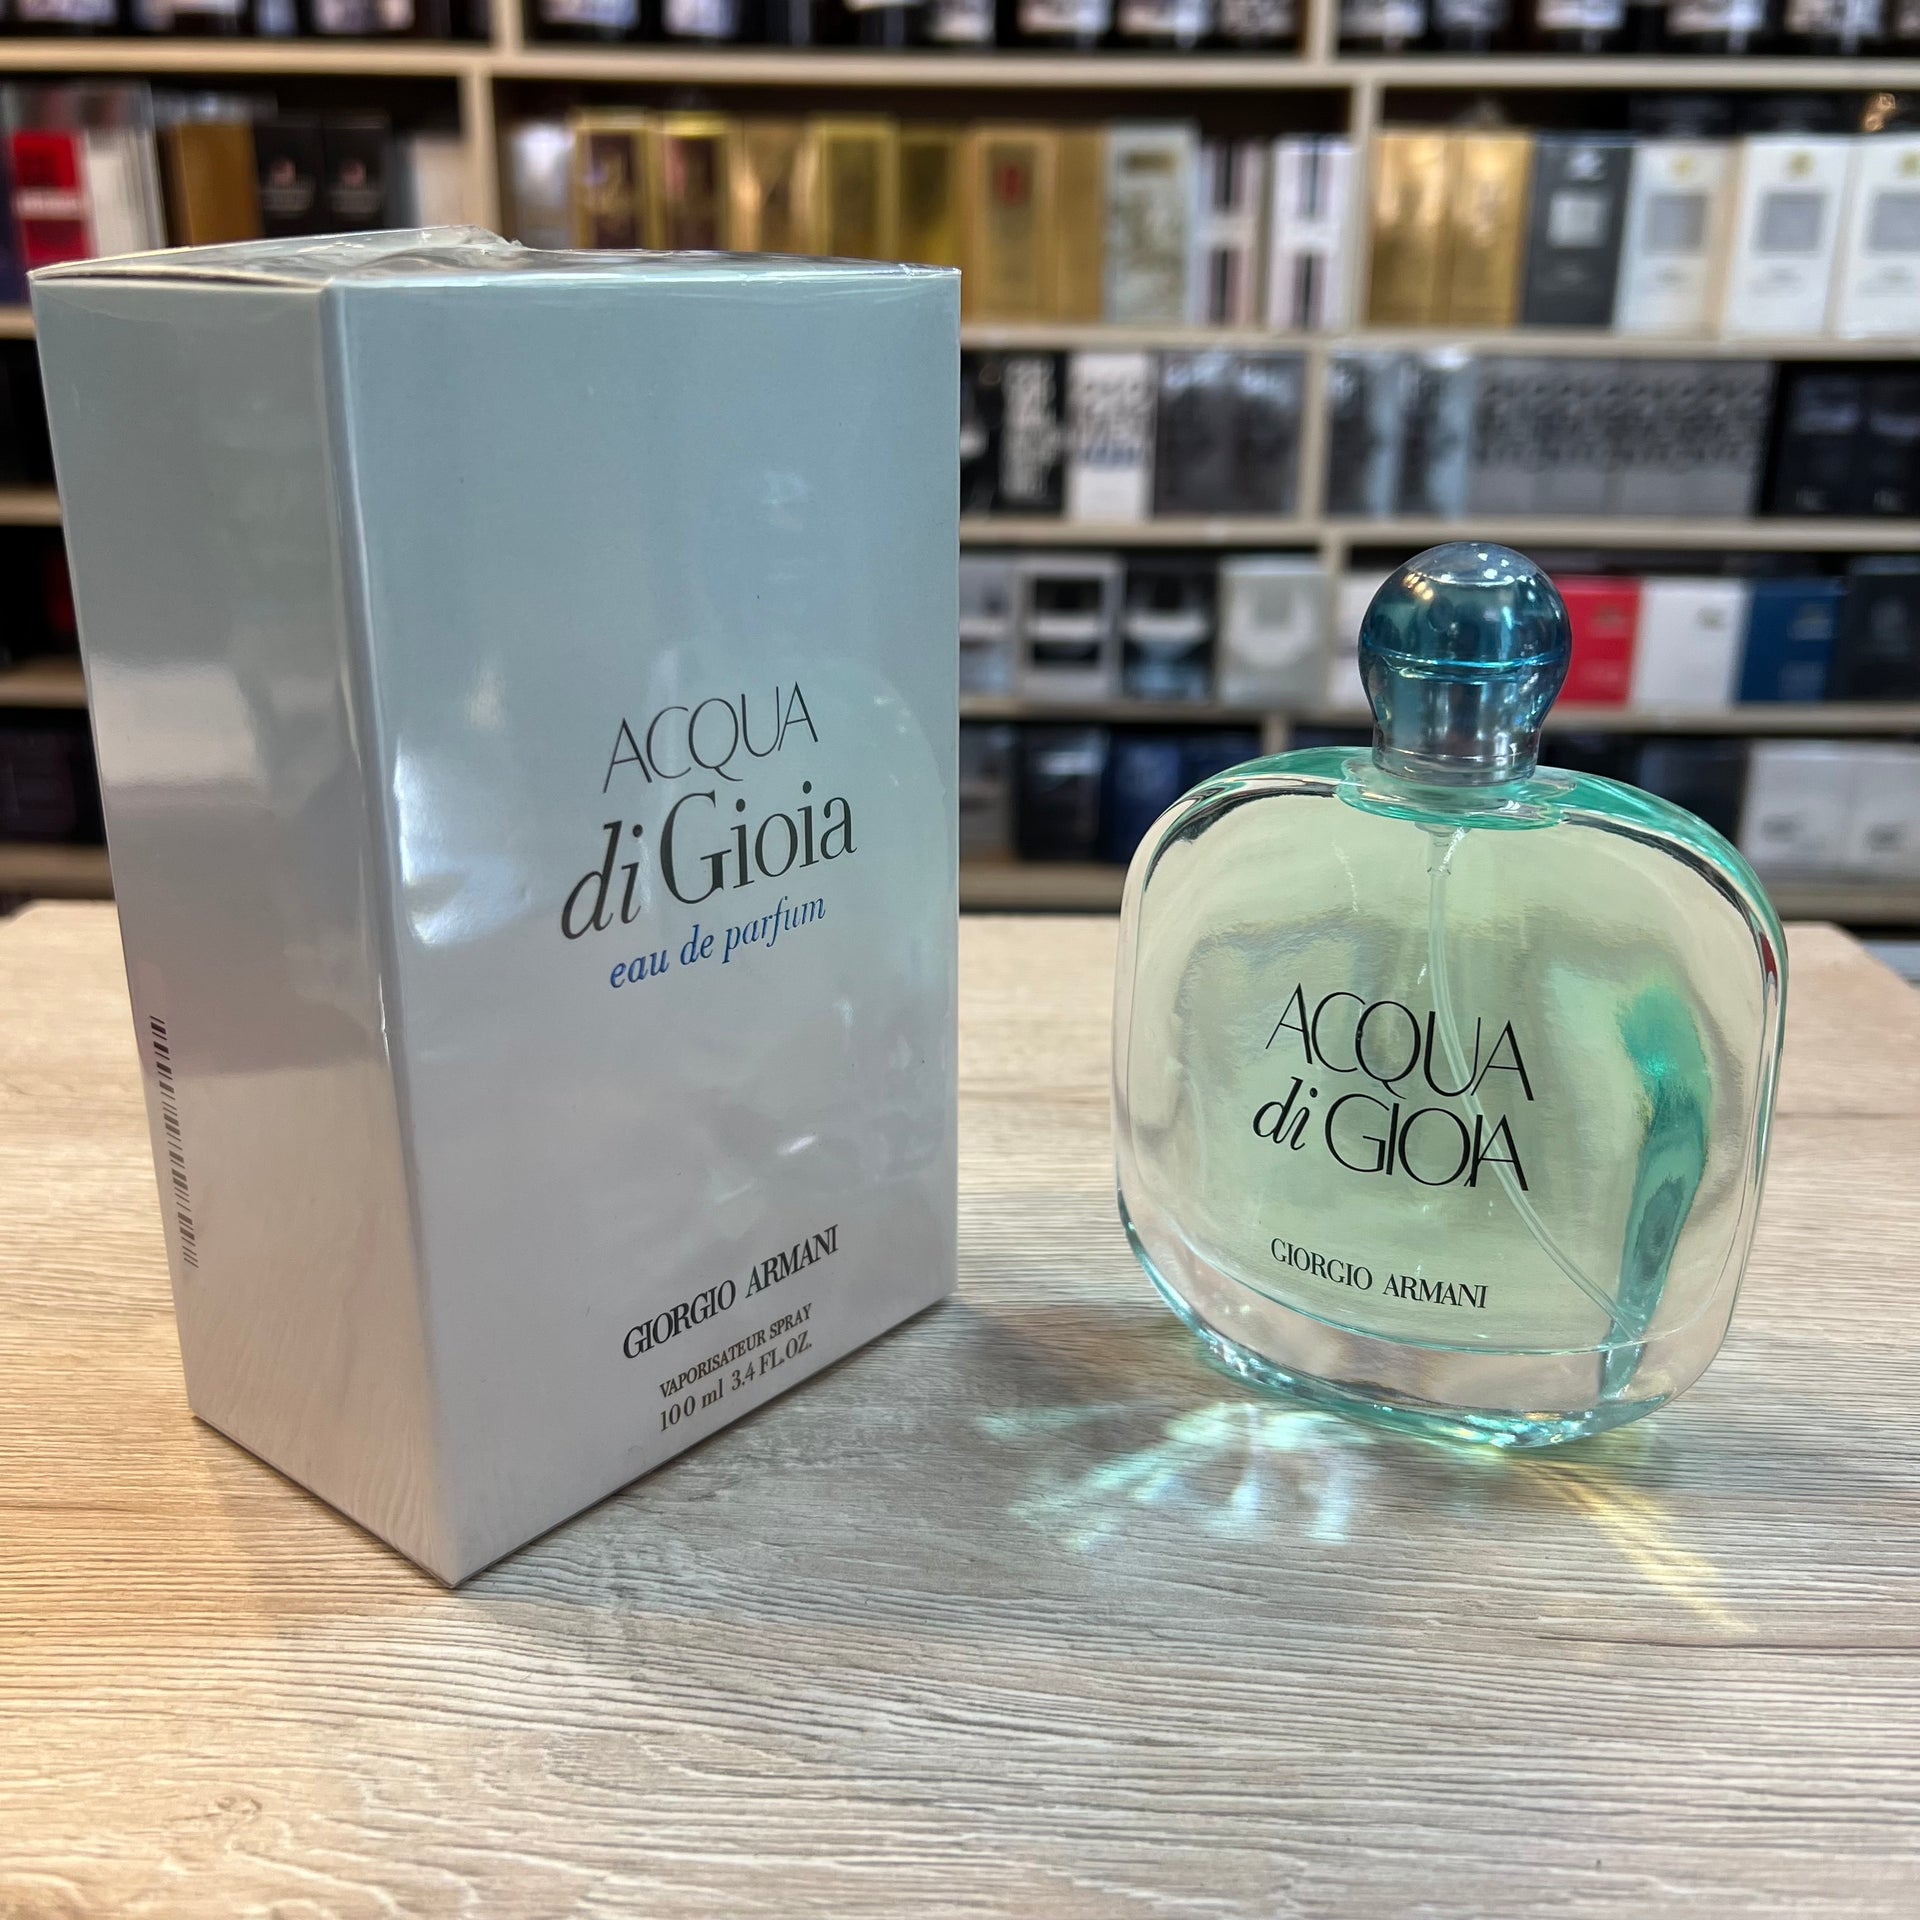 ACQUA
di Gioia
eau de parfum
GIORGIO ARMANI
VAPORISATEUR SPRAY
100 ml 3.4 FL.OZ.
ACQUA
di GIOIA
GIORGIO ARMANI